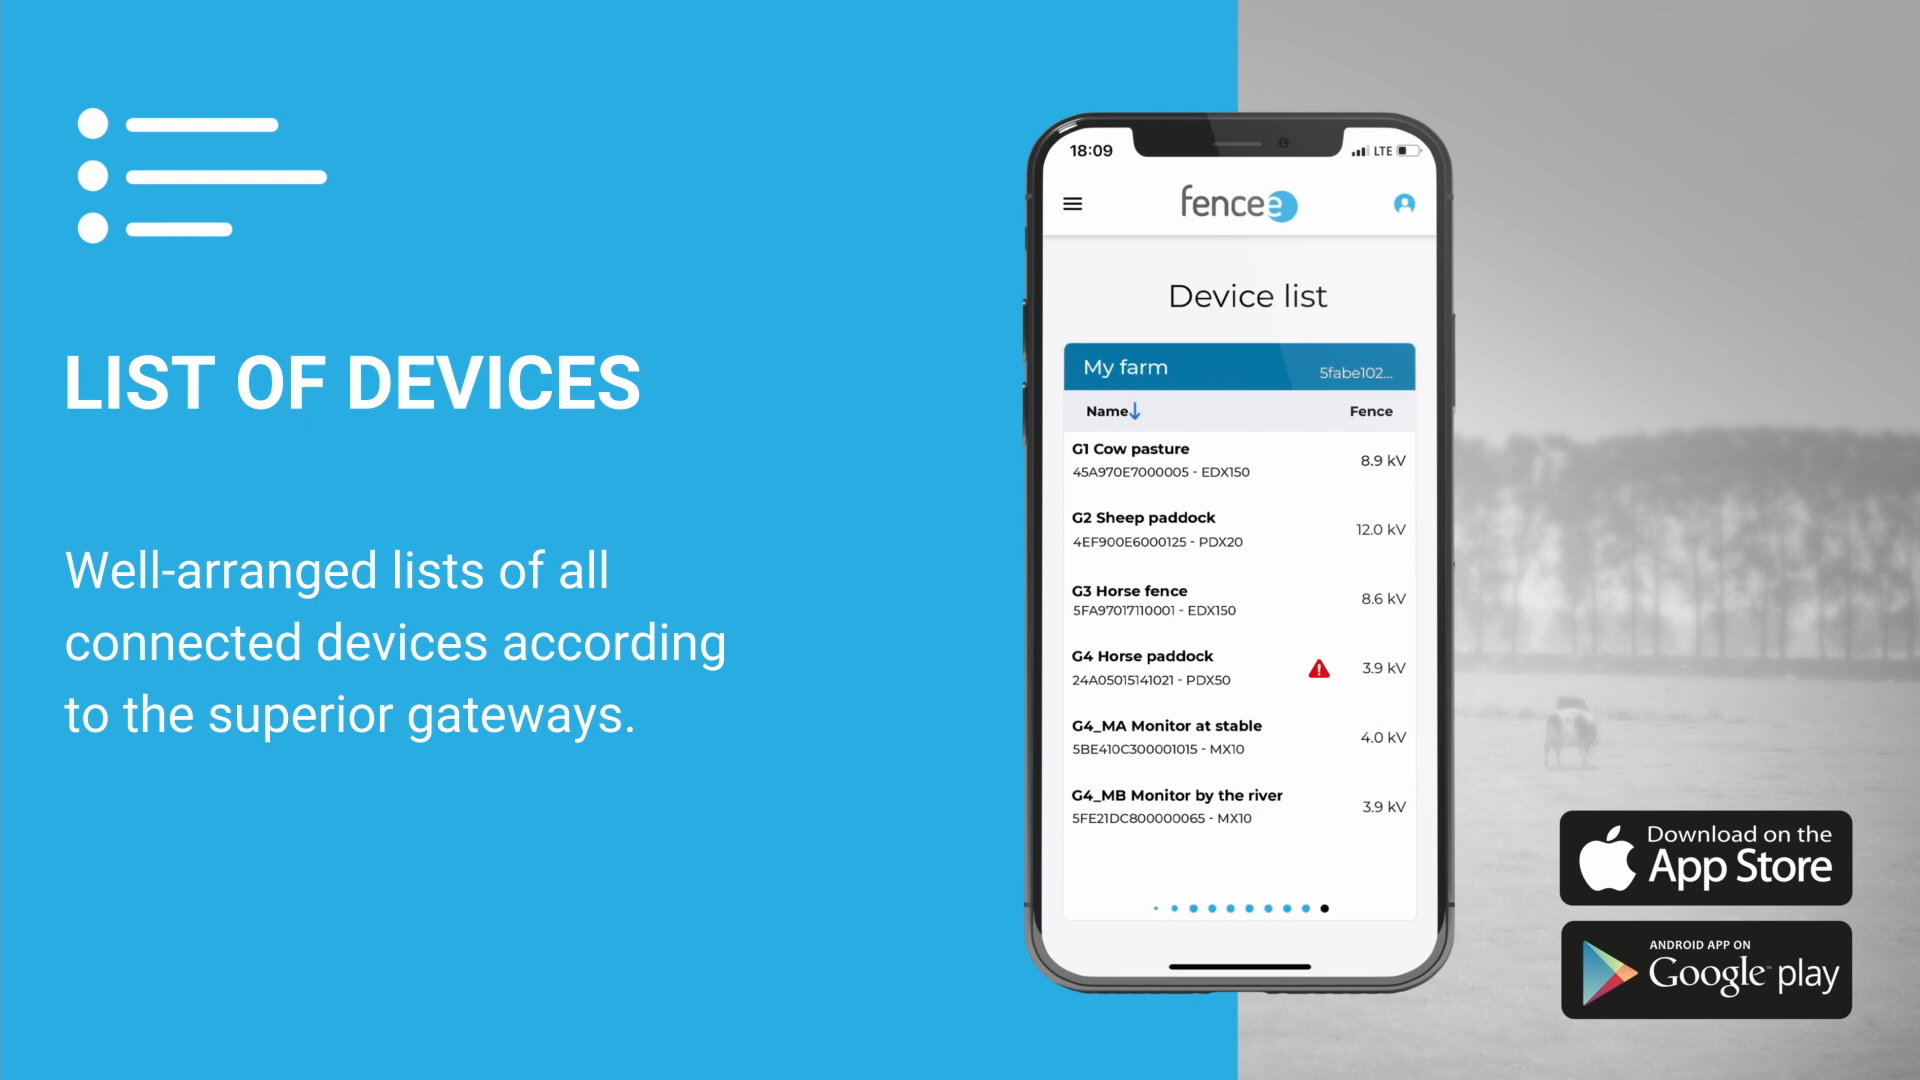 LIST OF DEVICES
Well-arranged lists of all
connected devices according
to the superior gateways.
18:09
LTE
fencee
Device list
My farm 5fabe102...
Name Fence
G1 Cow pasture
45A970E7000005 - EDX150
8.9 kV
G2 Sheep paddock
4EF900E6000125 - PDX20
12.0 kV
G3 Horse fence
5FA97017110001 - EDX150
8.6 kV
G4 Horse paddock
24A05015141021 - PDX50
3.9 kV
G4_MA Monitor at stable
5BE410C300001015 - MX10
4.0 kV
G4_MB Monitor by the river
5FE21DC800000065 - MX10
3.9 kV
Download on the
App Store
ANDROID APP ON
Google play